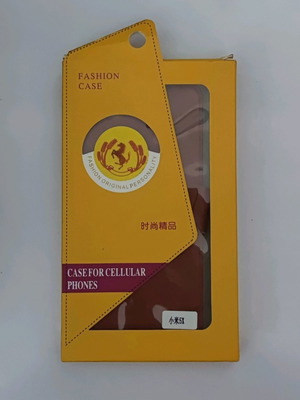 FASHION
CASE
FASHION ORIGINAL PERSONALITY
时尚精品
CASE FOR CELLULAR
PHONES